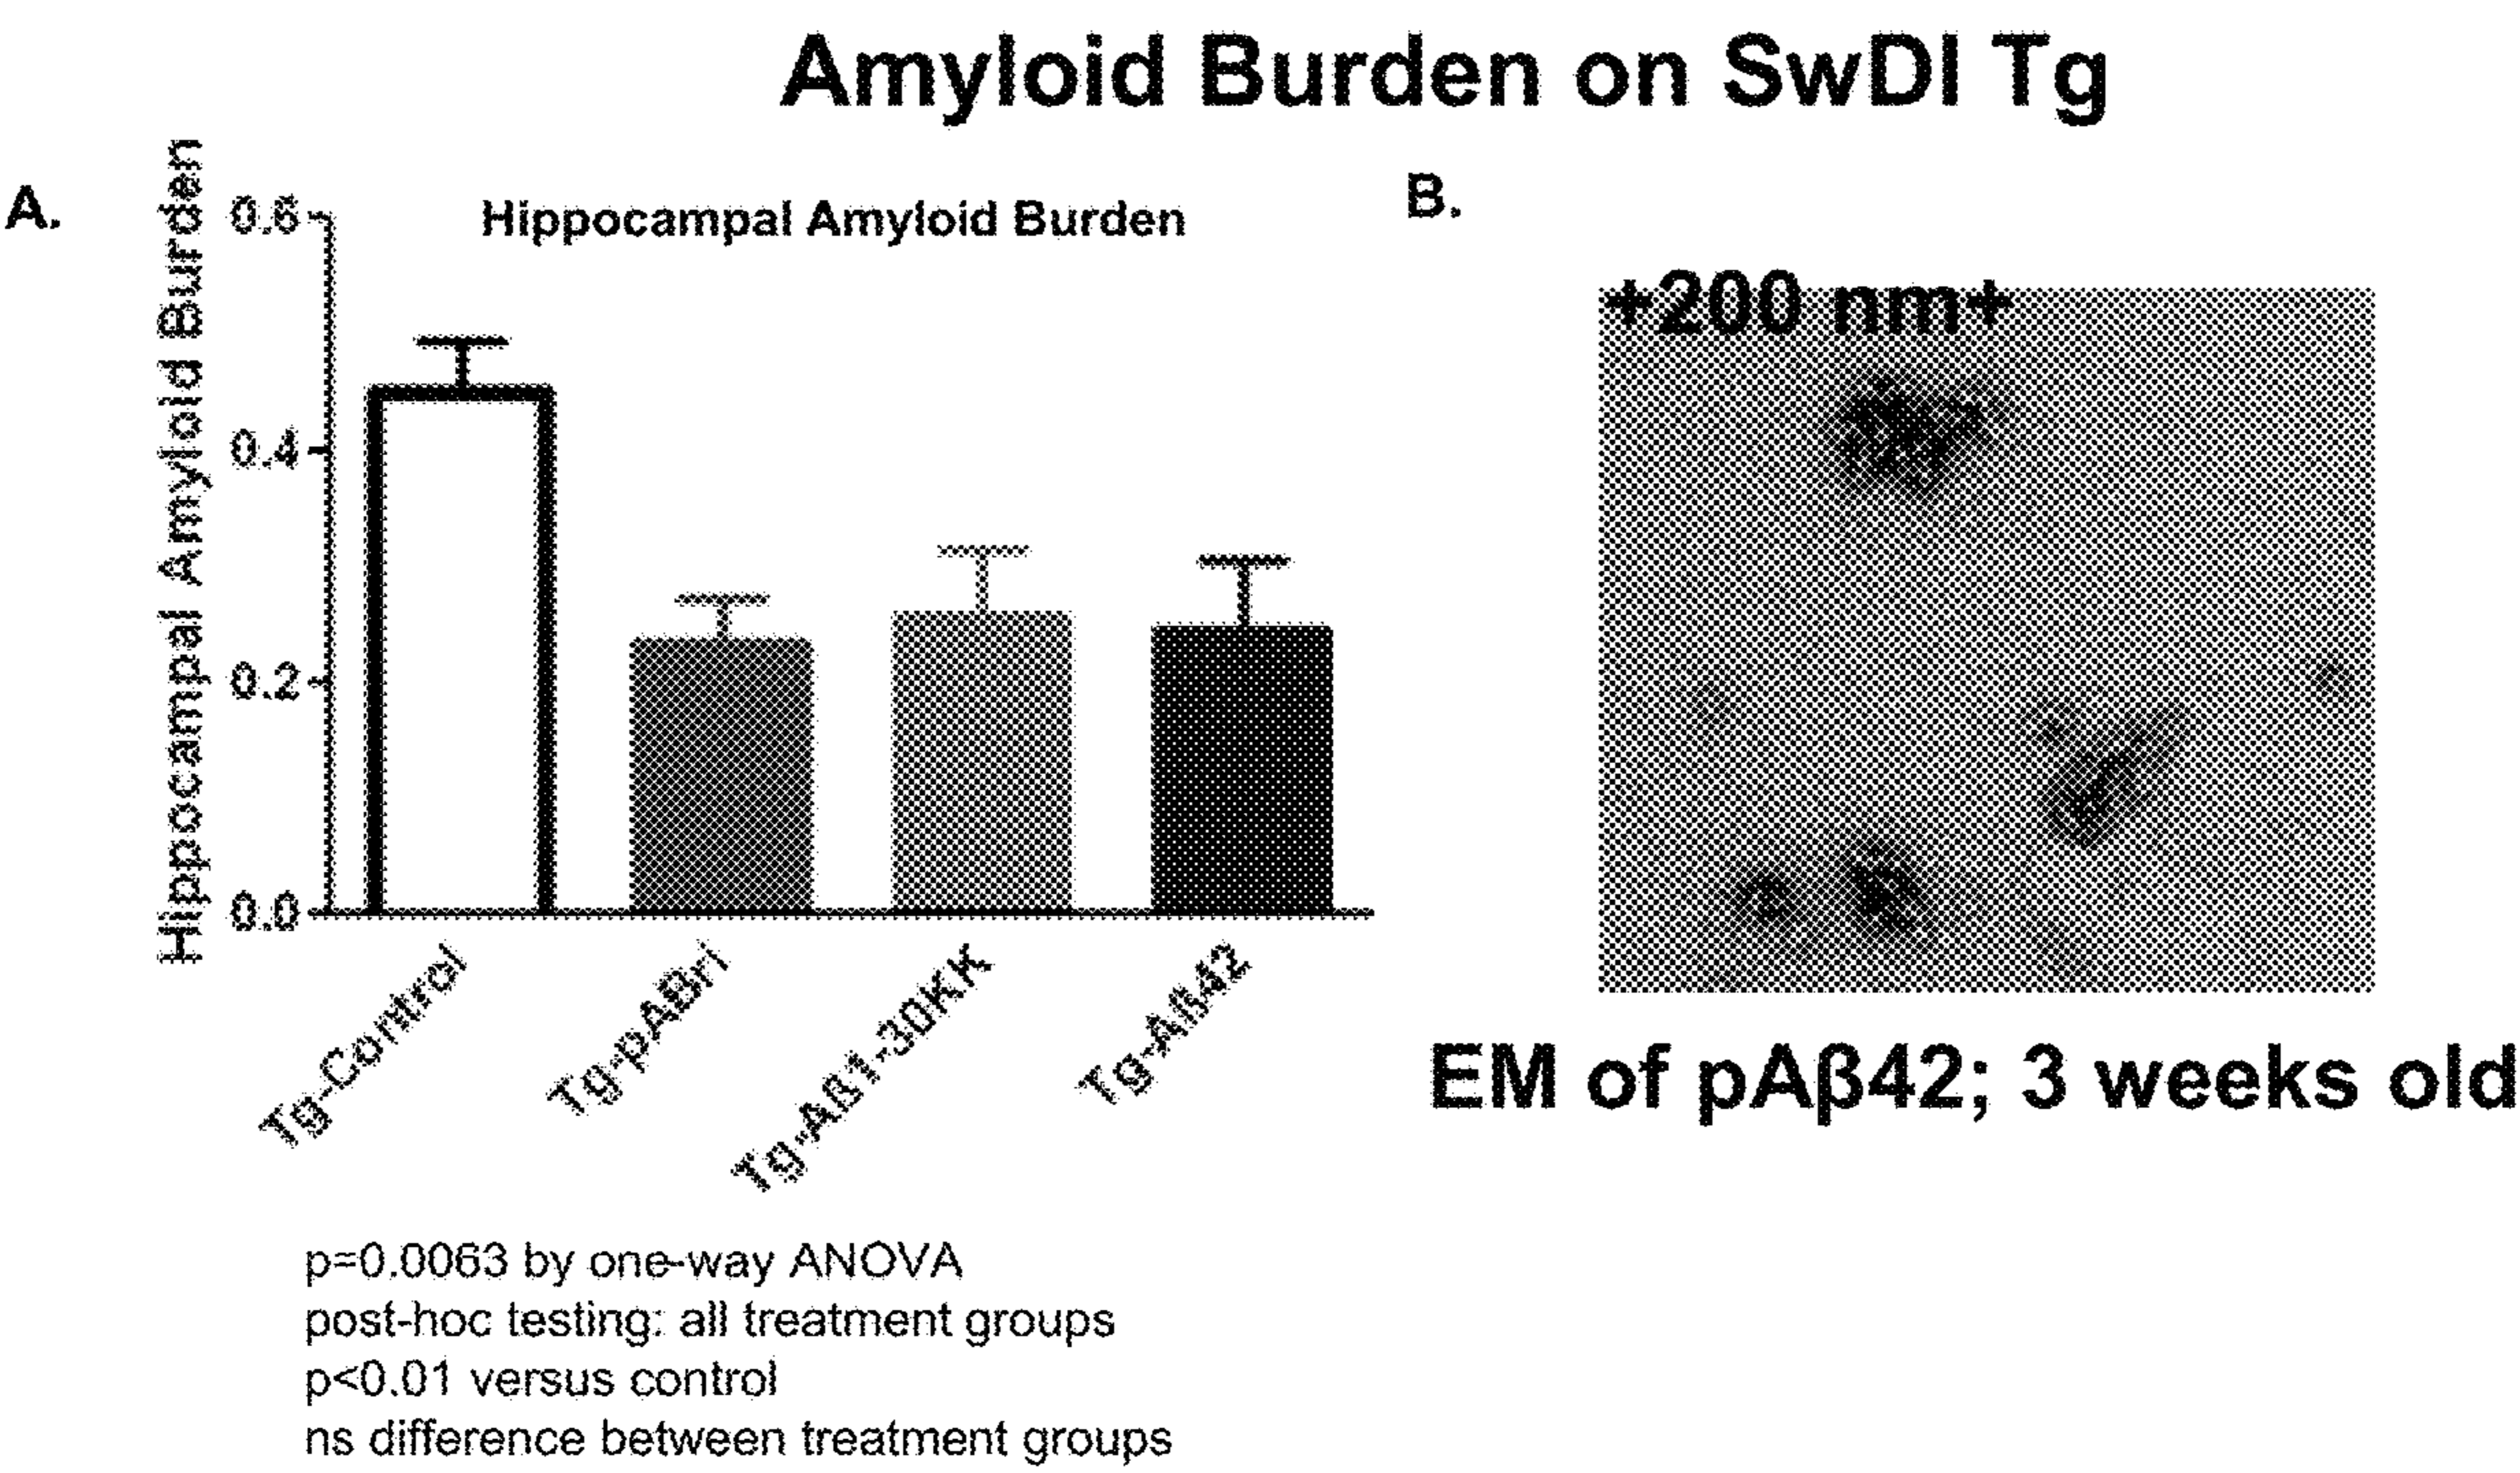 Amyloid Burden on SwDI Tg
A.
Hippocampal Amyloid Burden
Hippocampal Amyloid Burden
0.6
0.4
0.2
0.0
Tg-Control
Tg-pABri
Tg-Aβ1-30KK
Tg-Aβ42
p=0.0063 by one-way ANOVA
post-hoc testing: all treatment groups
p<0.01 versus control
ns difference between treatment groups
B.
+200 nm+
EM of pAβ42; 3 weeks old